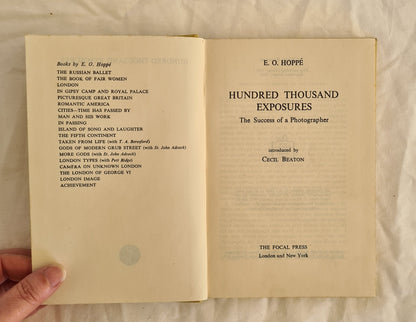 Books by E. O. Hoppé
THE RUSSIAN BALLET
THE BOOK OF FAIR WOMEN
LONDON
IN GIPSY CAMP AND ROYAL PALACE
PICTURESQUE GREAT BRITAIN
ROMANTIC AMERICA
CITIES—TIME HAS PASSED BY
MAN AND HIS WORK
IN PASSING
ISLAND OF SONG AND LAUGHTER
THE FIFTH CONTINENT
TAKEN FROM LIFE (with T. A. Beresford)
GODS OF MODERN GRUB STREET (with St. John Adcock)
MORE GODS (with St. John Adcock)
LONDON TYPES (with Pett Ridge)
CAMERA ON UNKNOWN LONDON
THE LONDON OF GEORGE VI
LONDON IMAGE
ACHIEVEMENT
E. O. HOPPÉ
HUNDRED THOUSAND
EXPOSURES
The Success of a Photographer
introduced by
CECIL BEATON
THE FOCAL PRESS
London and New York